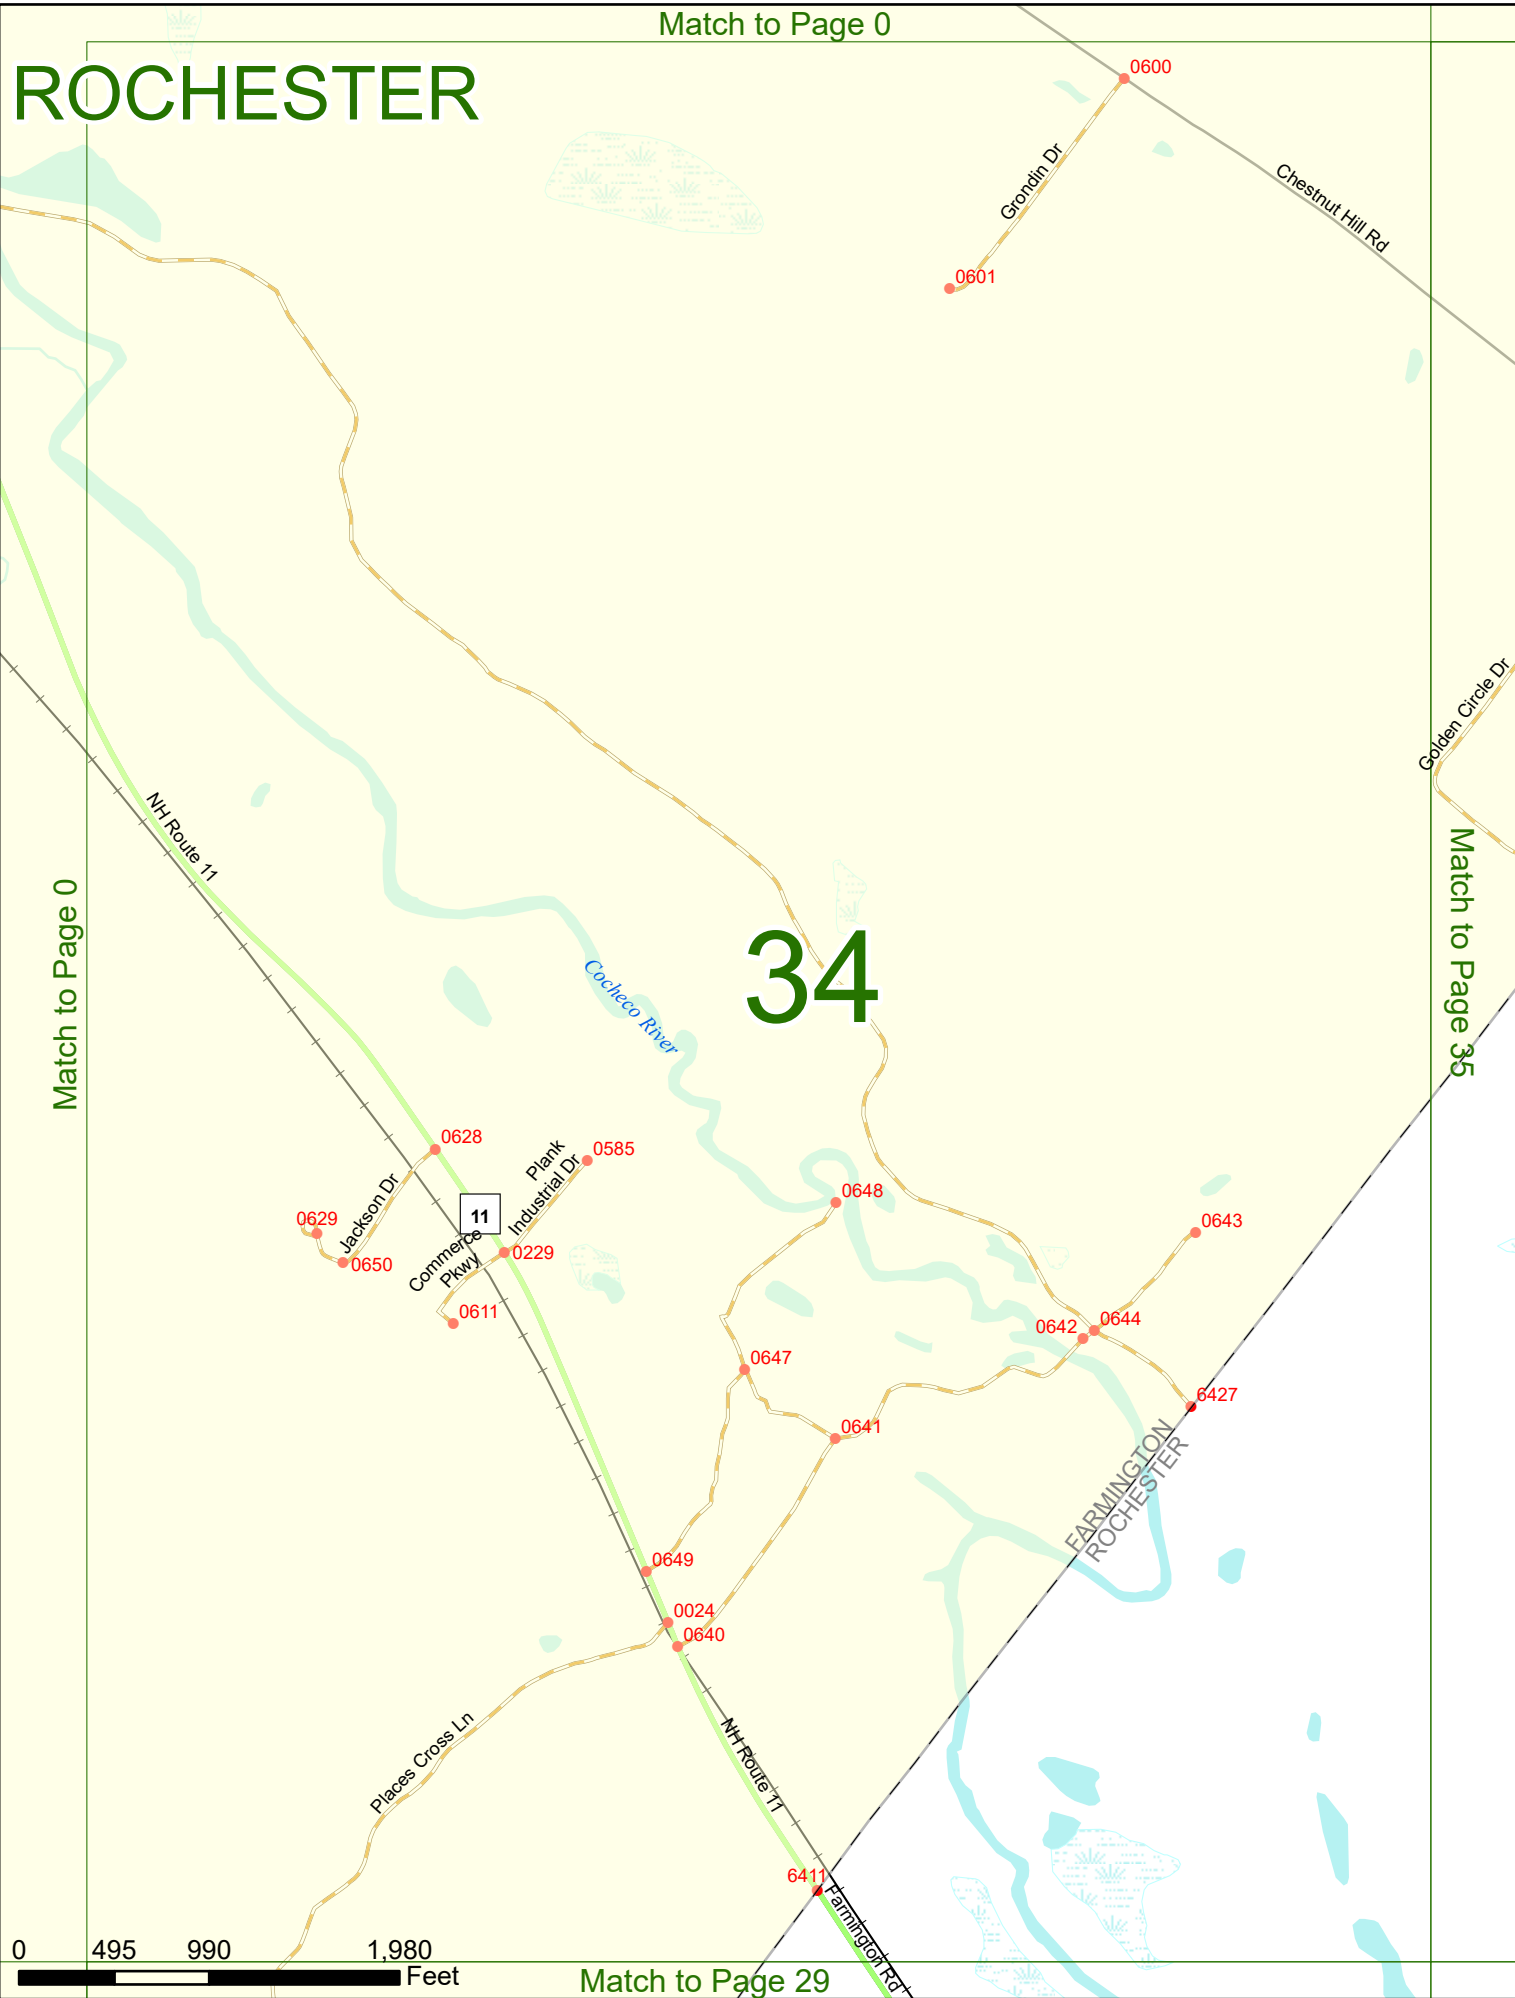 Match to Page 0
ROCHESTER
0600
Grondin Dr
Chestnut Hill Rd
0601
Golden Circle Dr
NH Route 11
Match to Page 0
Match to Page 35
34
Cocheco River
0628
Plank
Industrial Dr
0585
Jackson Dr
0648
11
0629
0643
Commerce
Pkwy
0229
0650
0611
0642
0644
0647
6427
0641
FARMINGTON
ROCHESTER
0649
0024
0640
Places Cross Ln
NH Route 11
6411
Farmington Rd
0 495 990 1,980
Feet
Match to Page 29